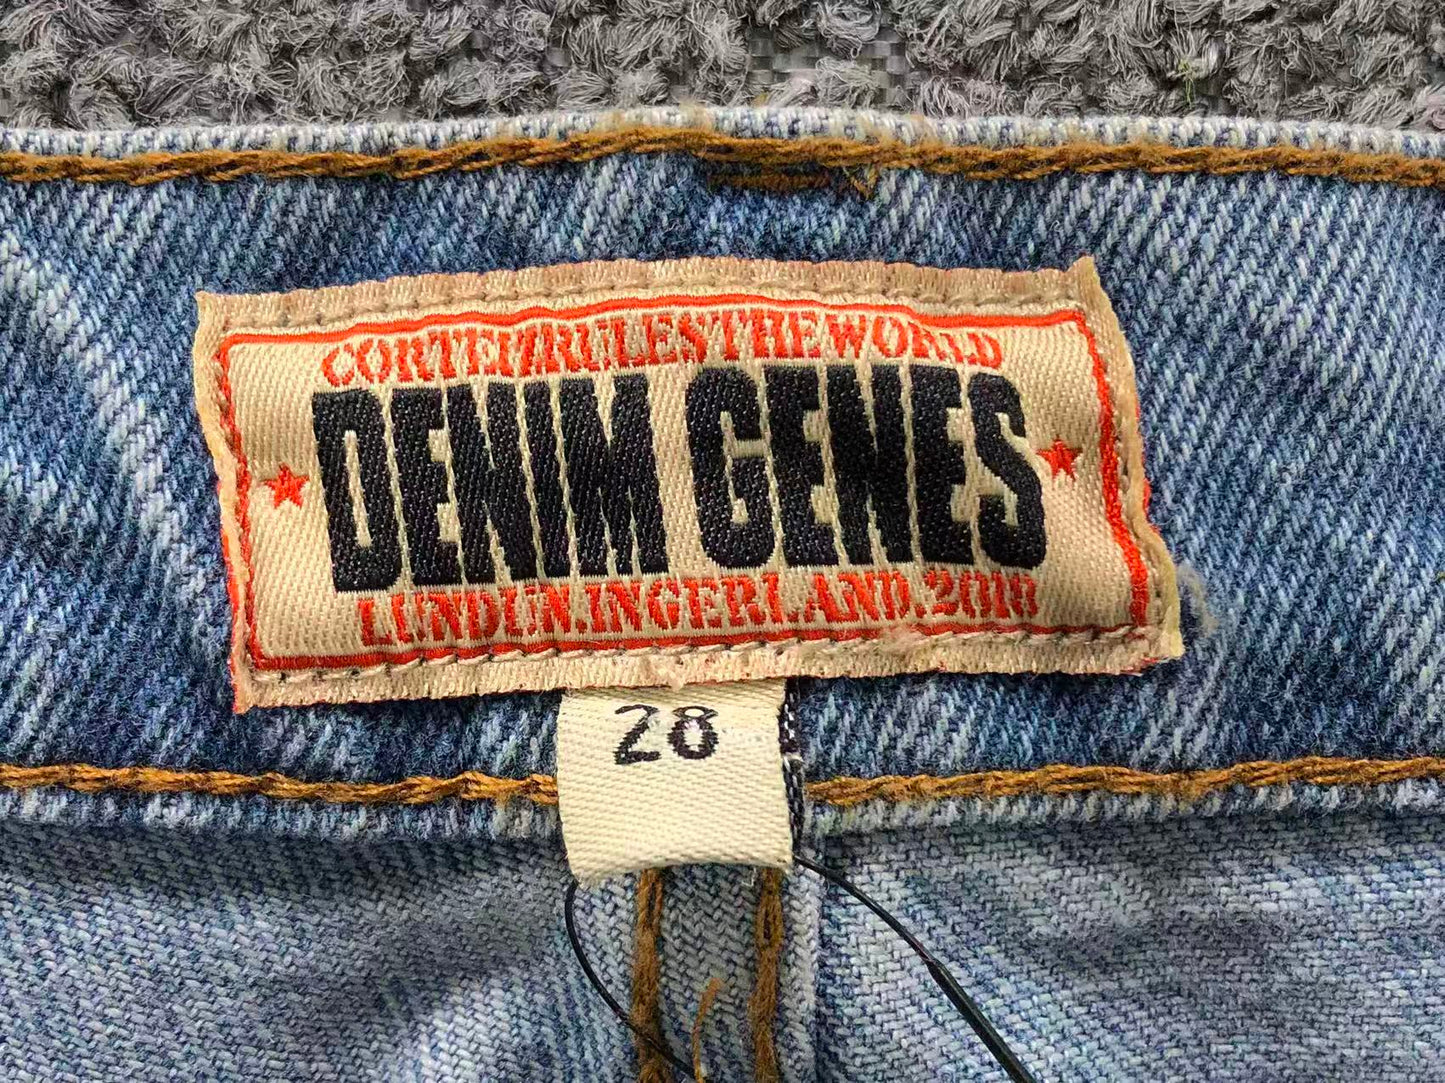 CORTEIZRULESTHEWORLD
DENIM GENES
LUNDUN.INGERLAND.2018
28